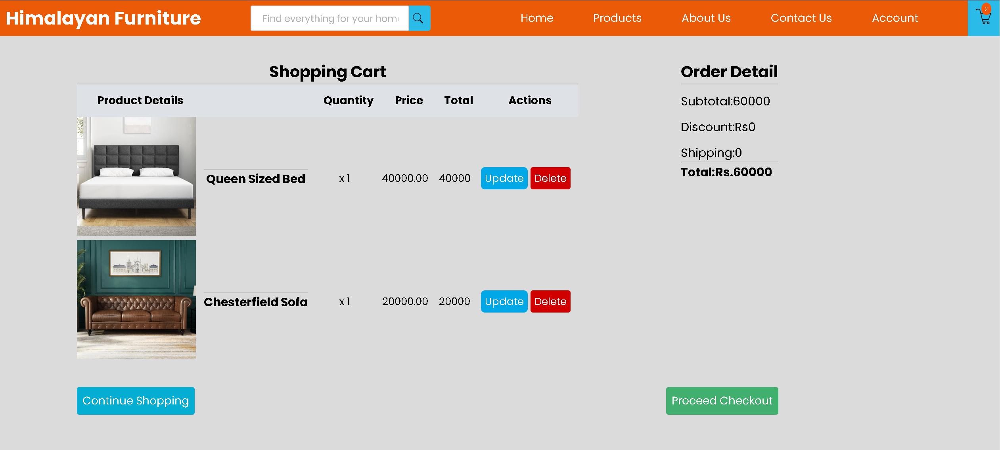 Himalayan Furniture
Find everything for your hom
Home
Products
About Us
Contact Us
Account
2
Shopping Cart
Product Details
Quantity
Price
Total
Actions
Queen Sized Bed
x 1
40000.00
40000
Update
Delete
Chesterfield Sofa
x 1
20000.00
20000
Update
Delete
Order Detail
Subtotal:60000
Discount:Rs0
Shipping:0
Total:Rs.60000
Continue Shopping
Proceed Checkout